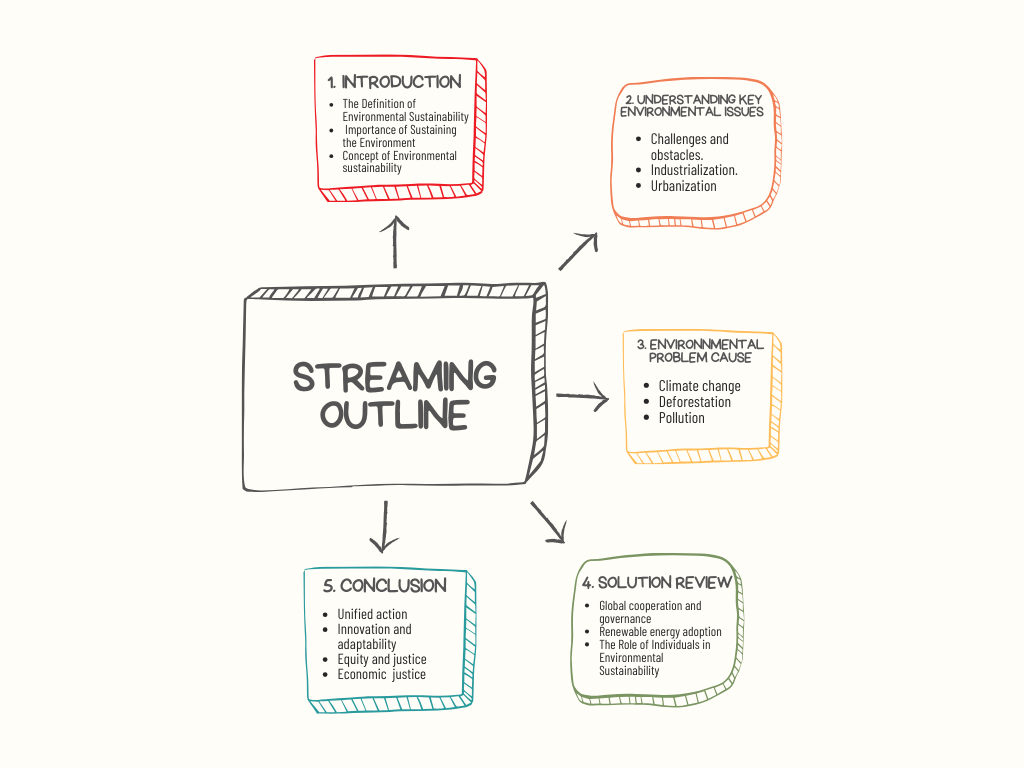 1. INTRODUCTION
• The Definition of
Environmental Sustainability
• Importance of Sustaining
the Environment
• Concept of Environmental
sustainability
2. UNDERSTANDING KEY
ENVIRONMENTAL ISSUES
• Challenges and
obstacles.
• Industrialization.
• Urbanization
STREAMING
OUTLINE
3. ENVIRONNMENTAL
PROBLEM CAUSE
• Climate change
• Deforestation
• Pollution
4. SOLUTION REVIEW
• Global cooperation and
governance
• Renewable energy adoption
• The Role of Individuals in
Environmental
Sustainability
5. CONCLUSION
• Unified action
• Innovation and
adaptability
• Equity and justice
• Economic justice